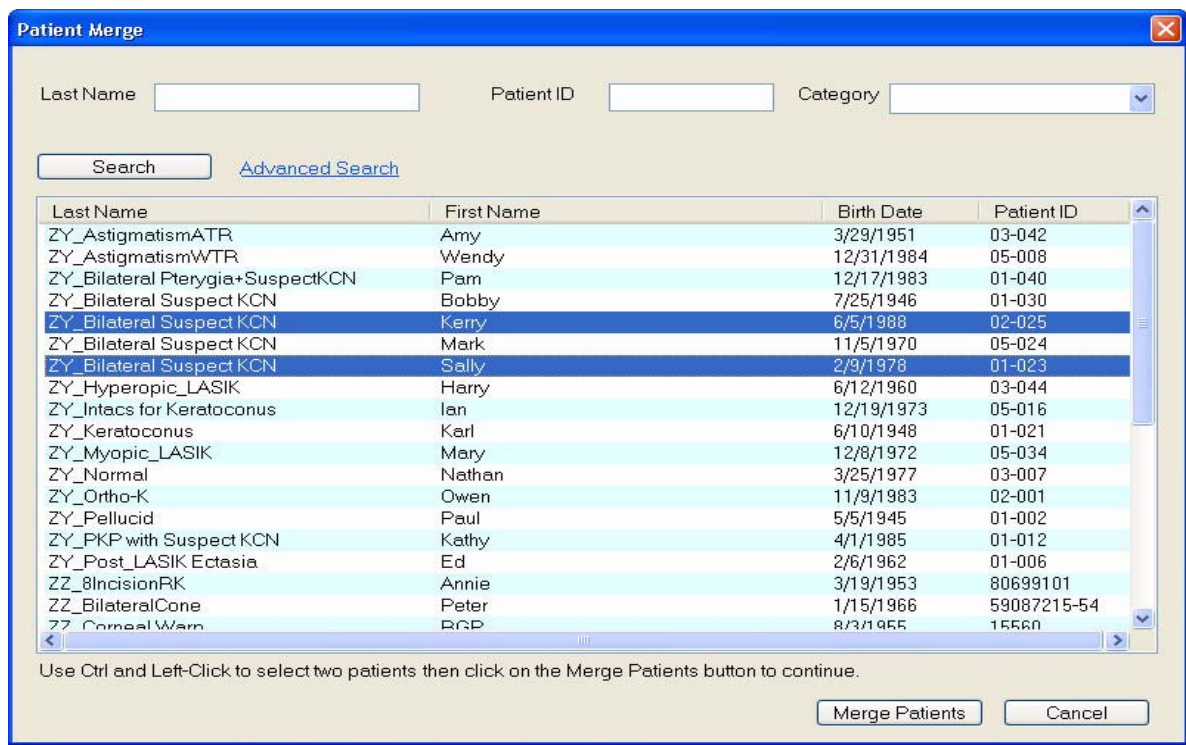 Patient Merge
Last Name Patient ID Category
Search Advanced Search
Last Name First Name Birth Date Patient ID
ZY_AstigmatismATR Amy 3/29/1951 03-042
ZY_AstigmatismWTR Wendy 12/31/1984 05-008
ZY_Bilateral Pterygia+SuspectKCN Pam 12/17/1983 01-040
ZY_Bilateral Suspect KCN Bobby 7/25/1946 01-030
ZY_Bilateral Suspect KCN Kerry 6/5/1988 02-025
ZY_Bilateral Suspect KCN Mark 11/5/1970 05-024
ZY_Bilateral Suspect KCN Sally 2/9/1978 01-023
ZY_Hyperopic_LASIK Harry 6/12/1960 03-044
ZY_Intacs for Keratoconus Ian 12/19/1973 05-016
ZY_Keratoconus Karl 6/10/1948 01-021
ZY_Myopic_LASIK Mary 12/8/1972 05-034
ZY_Normal Nathan 3/25/1977 03-007
ZY_Ortho-K Owen 11/9/1983 02-001
ZY_Pellucid Paul 5/5/1945 01-002
ZY_PKP with Suspect KCN Kathy 4/1/1985 01-012
ZY_Post_LASIK Ectasia Ed 2/6/1962 01-006
ZZ_8IncisionRK Annie 3/19/1953 80699101
ZZ_BilateralCone Peter 1/15/1966 59087215-54
ZZ_Corneal Warp RGP 8/3/1955 15560
Use Ctrl and Left-Click to select two patients then click on the Merge Patients button to continue.
Merge Patients Cancel